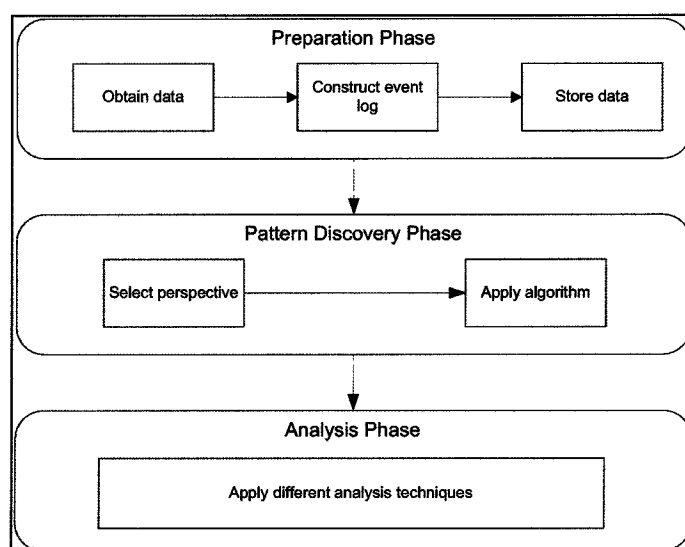 Preparation Phase
Obtain data
Construct event
log
Store data
Pattern Discovery Phase
Select perspective
Apply algorithm
Analysis Phase
Apply different analysis techniques